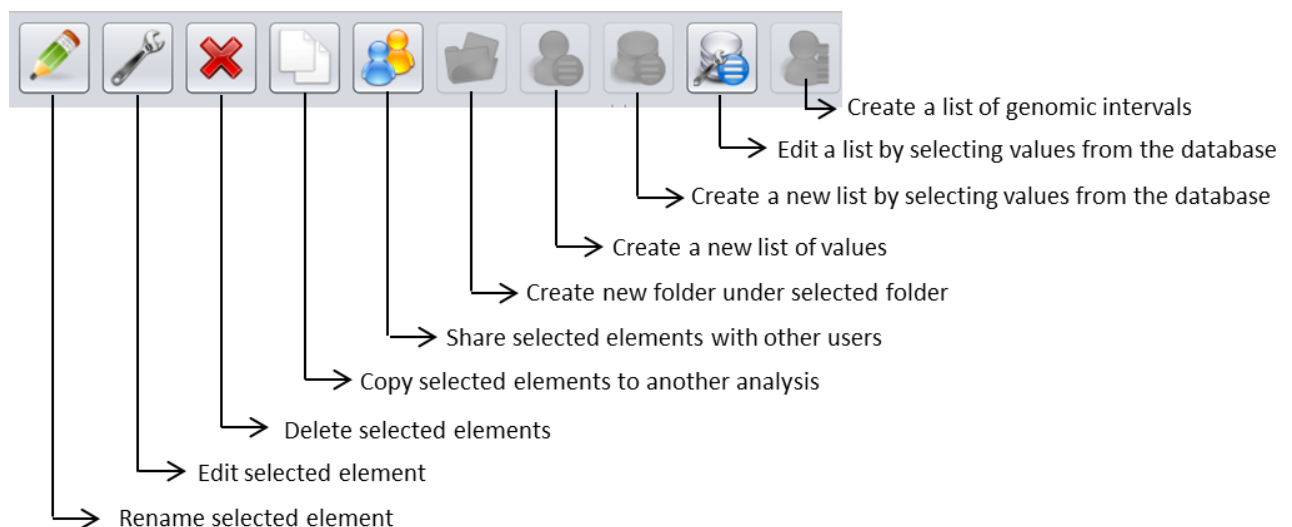 Create a list of genomic intervals
Edit a list by selecting values from the database
Create a new list by selecting values from the database
Create a new list of values
Create new folder under selected folder
Share selected elements with other users
Copy selected elements to another analysis
Delete selected elements
Edit selected element
Rename selected element